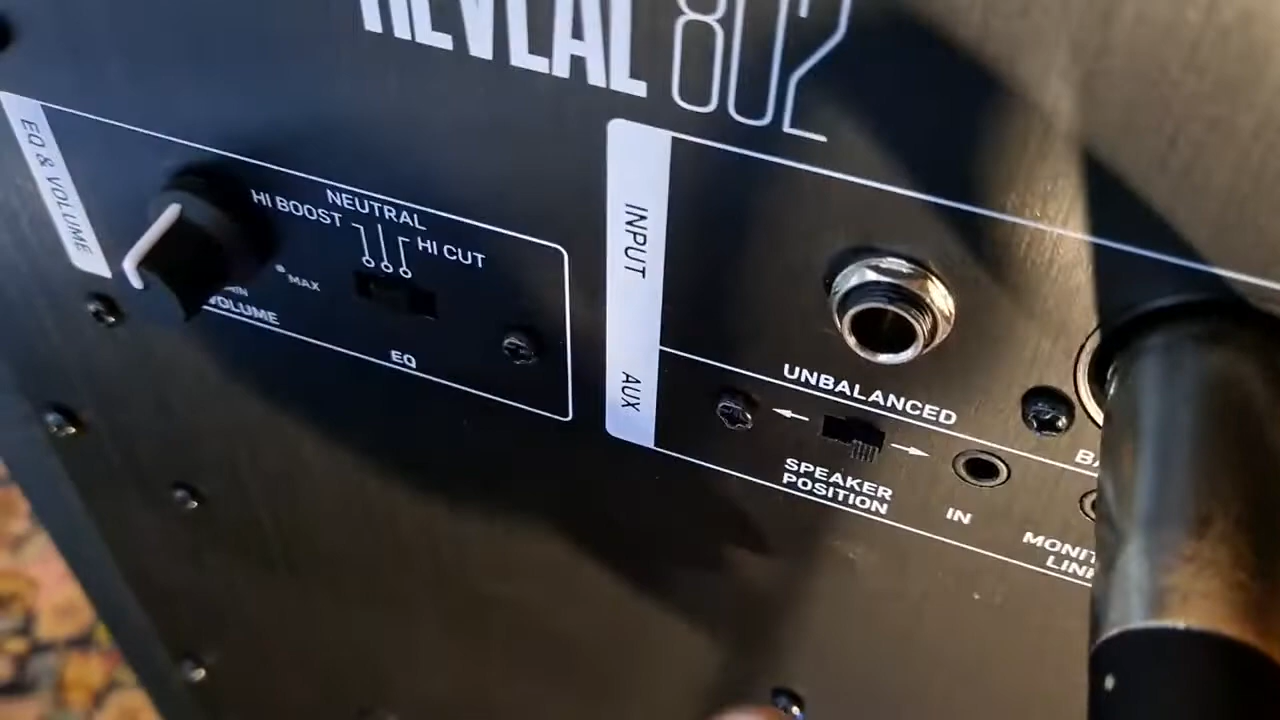 REVEAL 802
EQ & VOLUME
HI BOOST
NEUTRAL
HI CUT
MAX
VOLUME
EQ
INPUT
UNBALANCED
AUX
SPEAKER
POSITION
IN